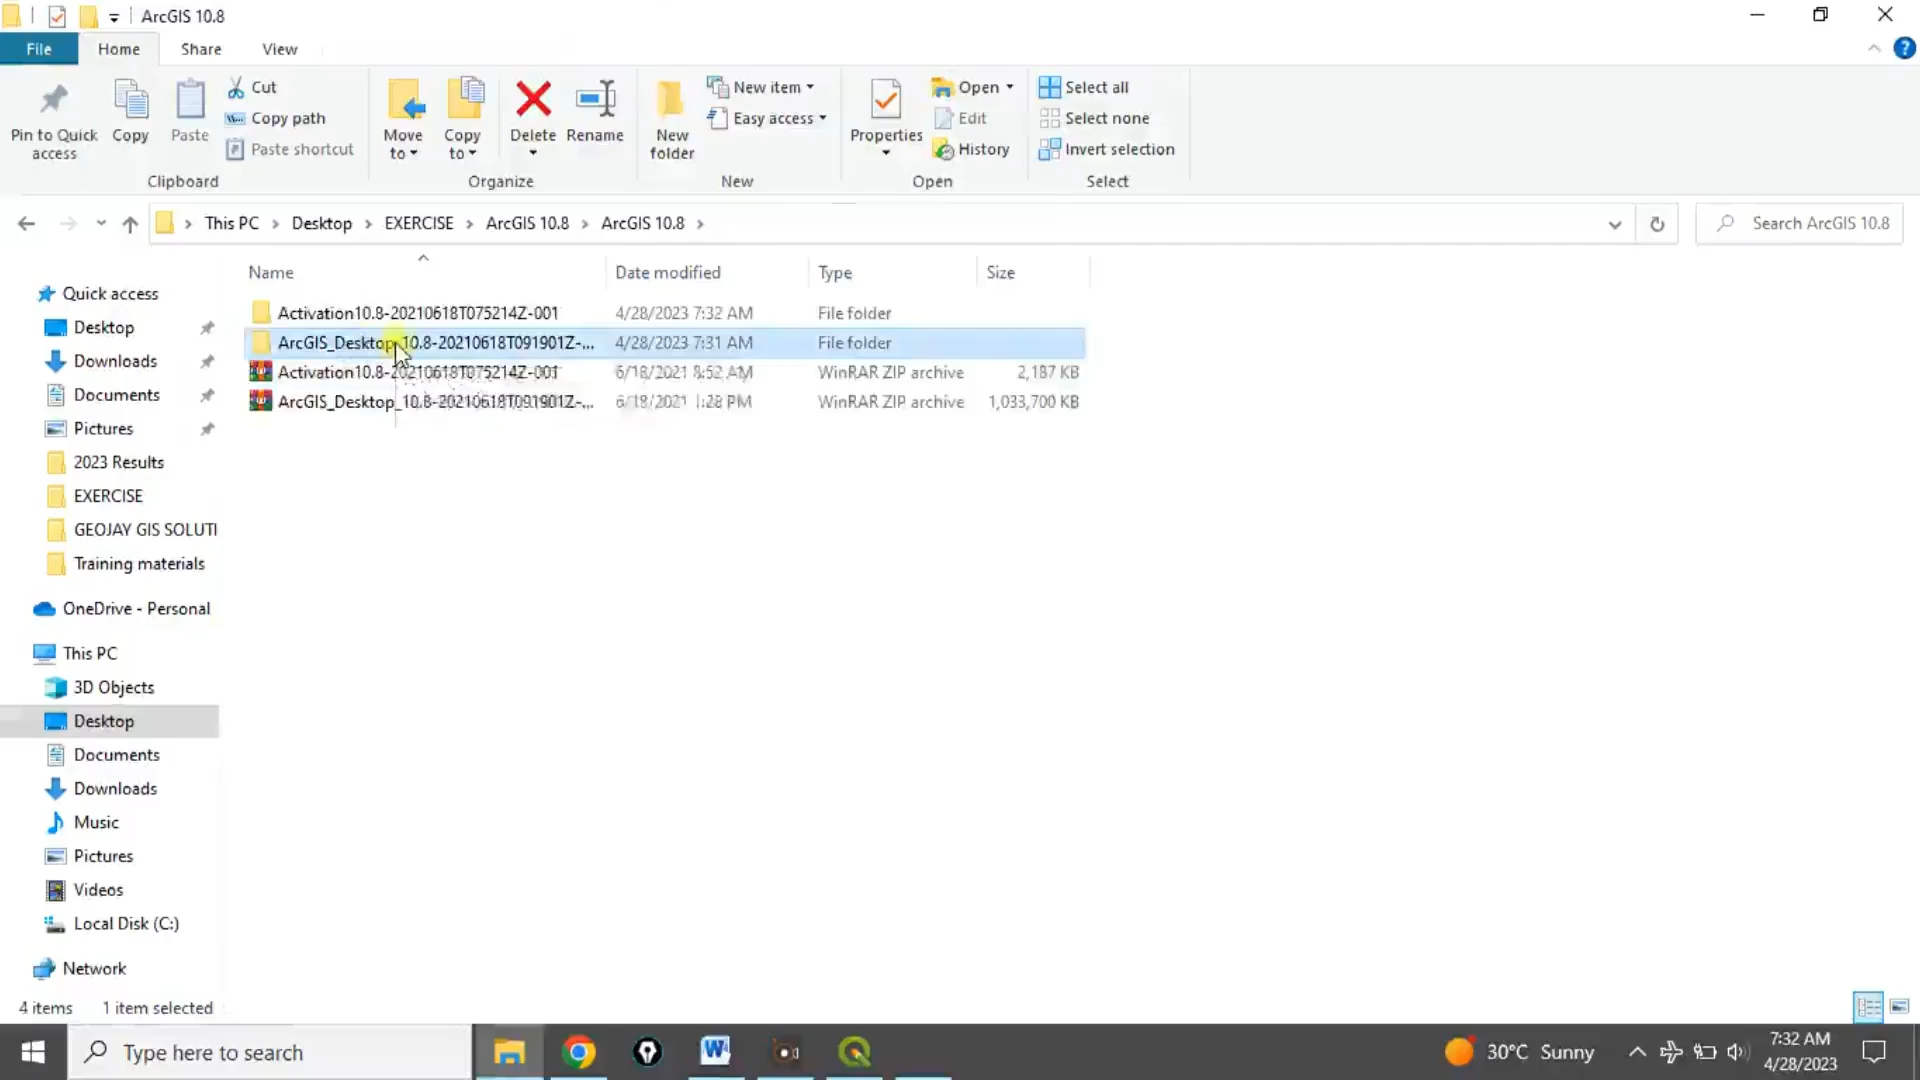 ArcGIS 10.8
File Home Share View
Pin to Quick access
Copy
Paste
Cut
Copy path
Paste shortcut
Clipboard
Move to
Copy to
Delete
Rename
Organize
New folder
New item
Easy access
New
Properties
Open
Edit
History
Open
Select all
Select none
Invert selection
Select
This PC > Desktop > EXERCISE > ArcGIS 10.8 > ArcGIS 10.8 >
Search ArcGIS 10.8
Name Date modified Type Size
Activation10.8-20210618T075214Z-001 4/28/2023 7:32 AM File folder
ArcGIS_Desktop_10.8-20210618T091901Z-... 4/28/2023 7:31 AM File folder
Activation10.8-20210618T075214Z-001 6/18/2021 8:52 AM WinRAR ZIP archive 2,187 KB
ArcGIS_Desktop_10.8-20210618T091901Z-... 6/18/2021 1:28 PM WinRAR ZIP archive 1,033,700 KB
Quick access
Desktop
Downloads
Documents
Pictures
2023 Results
EXERCISE
GEOJAY GIS SOLUTI
Training materials
OneDrive - Personal
This PC
3D Objects
Desktop
Documents
Downloads
Music
Pictures
Videos
Local Disk (C:)
Network
4 items 1 item selected
Type here to search
30°C Sunny
7:32 AM
4/28/2023